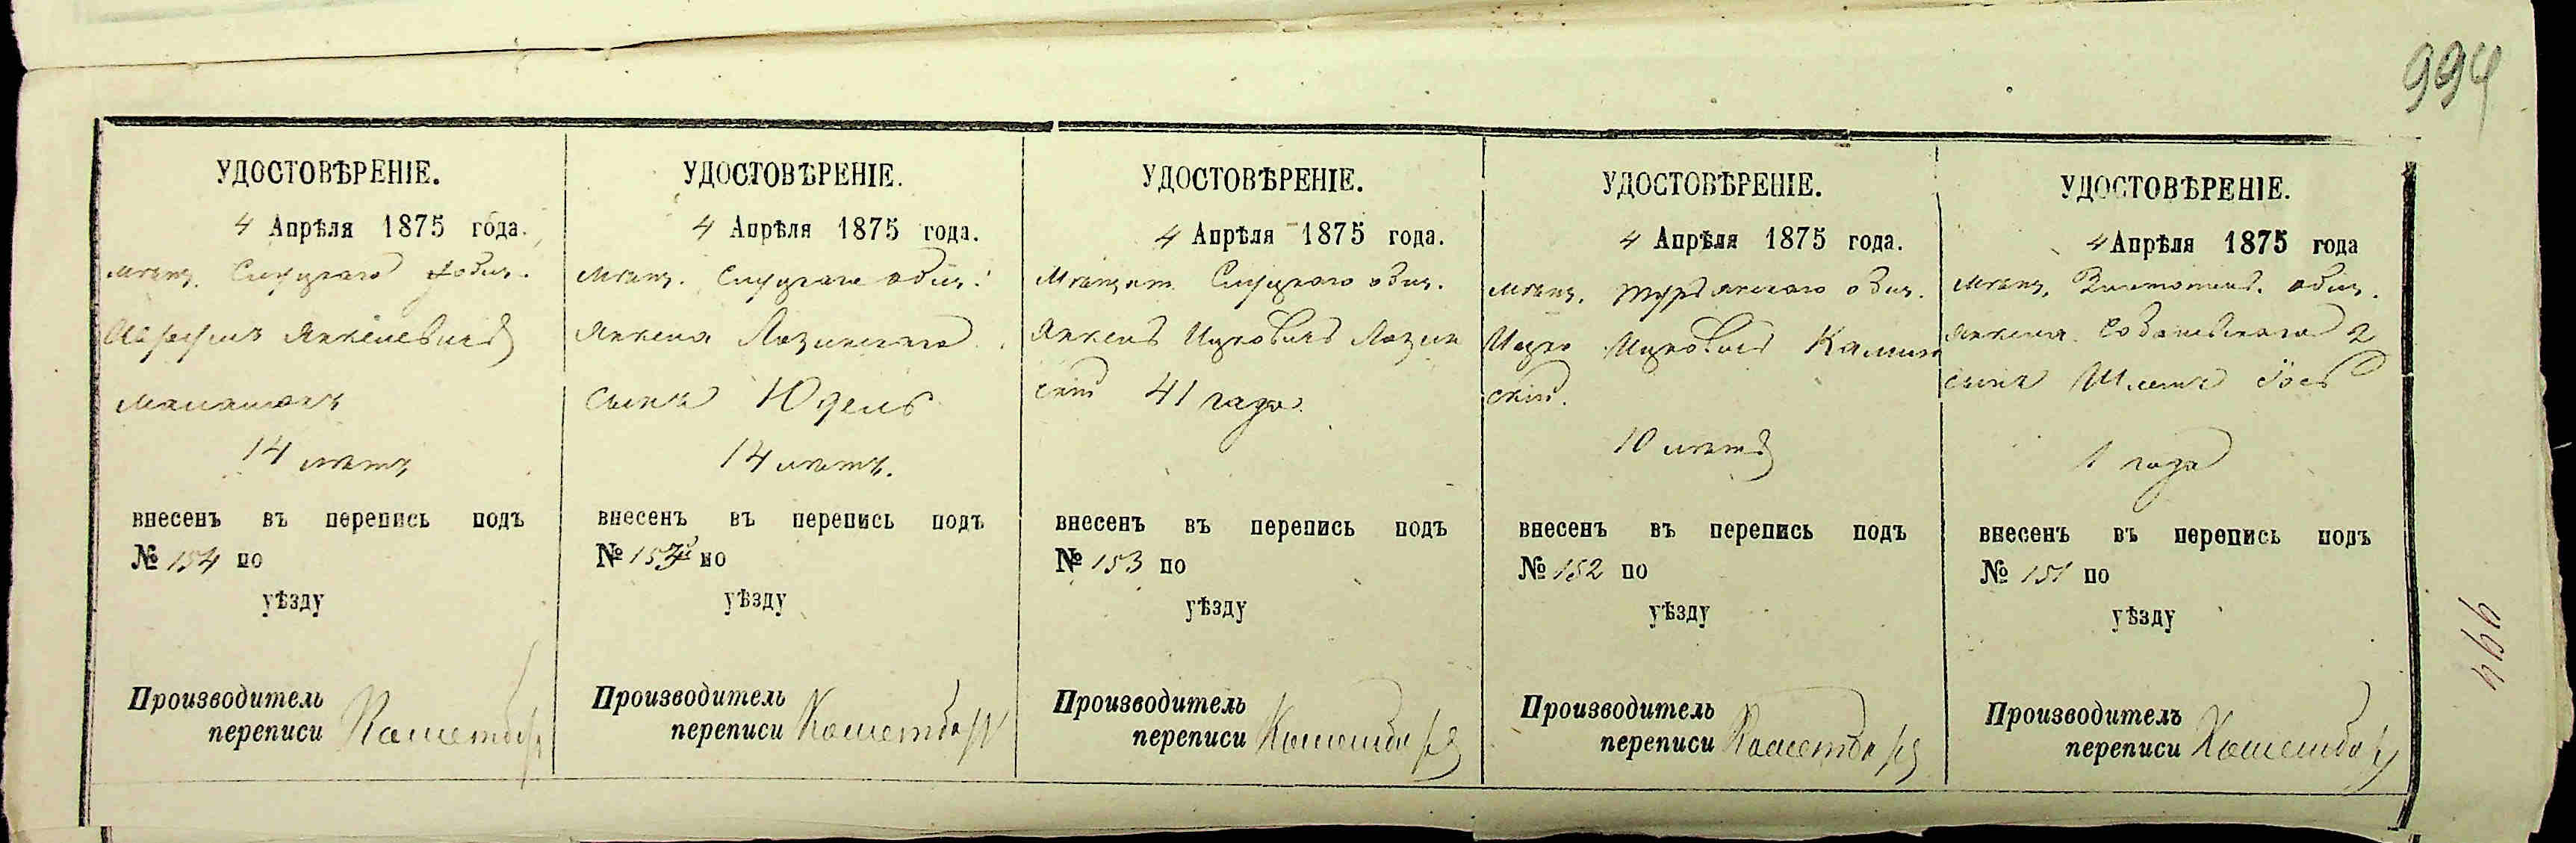 994
УДОСТОВѢРЕНІЕ.
4 Апрѣля 1875 года.
мѣщ. Слуцкаго общ.
Янкелевичъ
14 лѣтъ
внесенъ въ перепись подъ
№ 154 по
уѣзду
Производитель
переписи
УДОСТОВѢРЕНІЕ.
4 Апрѣля 1875 года.
мѣщ. Слуцкаго общ.
Янкеля Лозинскаго
сынъ Юдель
14 лѣтъ.
внесенъ въ перепись подъ
№ по
уѣзду
Производитель
переписи
УДОСТОВѢРЕНІЕ.
4 Апрѣля 1875 года.
Слуцкаго общ.
Янкель Ицковичъ Лозин
скій 41 года.
внесенъ въ перепись подъ
№ 153 по
уѣзду
Производитель
переписи
УДОСТОВѢРЕНІЕ.
4 Апрѣля 1875 года.
мѣщ. общ.
Ицко Ицковичъ Камин
скій.
10 лѣтъ
внесенъ въ перепись подъ
№ 152 по
уѣзду
Производитель
переписи
УДОСТОВѢРЕНІЕ.
4 Апрѣля 1875 года
мѣщ. общ.
Янкеля 2
сынъ
1 года
внесенъ въ перепись подъ
№ 151 по
уѣзду
Производитель
переписи
994